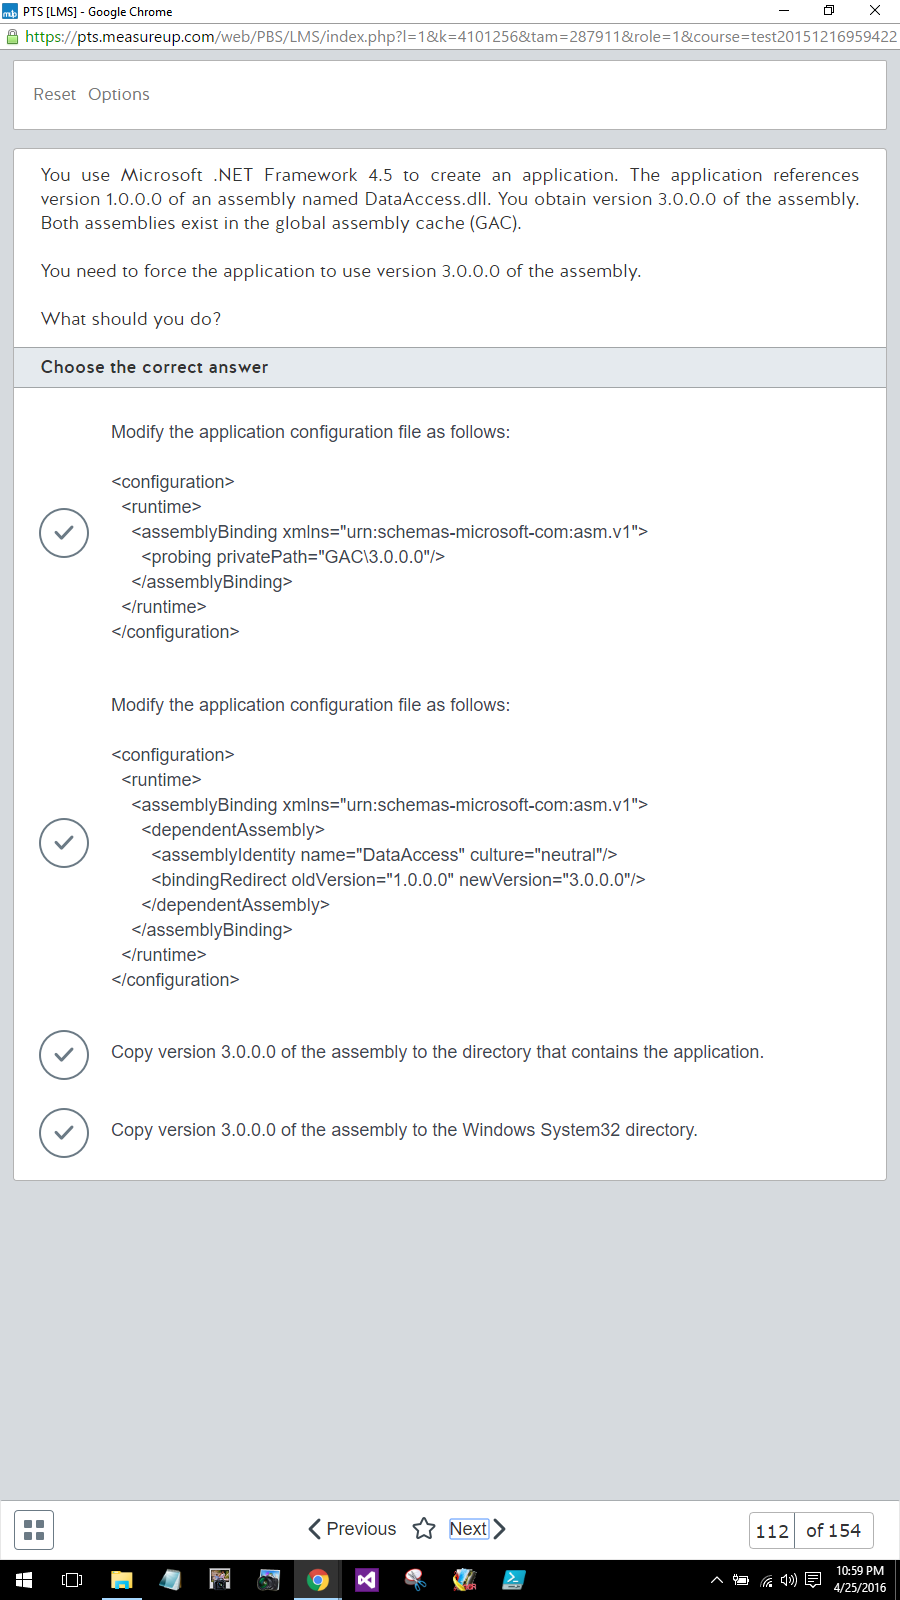 PTS [LMS] - Google Chrome
https://pts.measureup.com/web/PBS/LMS/index.php?l=1&k=4101256&tam=287911&role=1&course=test20151216959422
Reset Options
You use Microsoft .NET Framework 4.5 to create an application. The application references
version 1.0.0.0 of an assembly named DataAccess.dll. You obtain version 3.0.0.0 of the assembly.
Both assemblies exist in the global assembly cache (GAC).
You need to force the application to use version 3.0.0.0 of the assembly.
What should you do?
Choose the correct answer
Modify the application configuration file as follows:
<configuration>
<runtime>
<assemblyBinding xmlns="urn:schemas-microsoft-com:asm.v1">
<probing privatePath="GAC\3.0.0.0"/>
</assemblyBinding>
</runtime>
</configuration>
Modify the application configuration file as follows:
<configuration>
<runtime>
<assemblyBinding xmlns="urn:schemas-microsoft-com:asm.v1">
<dependentAssembly>
<assemblyIdentity name="DataAccess" culture="neutral"/>
<bindingRedirect oldVersion="1.0.0.0" newVersion="3.0.0.0"/>
</dependentAssembly>
</assemblyBinding>
</runtime>
</configuration>
Copy version 3.0.0.0 of the assembly to the directory that contains the application.
Copy version 3.0.0.0 of the assembly to the Windows System32 directory.
Previous Next 112 of 154
10:59 PM
4/25/2016